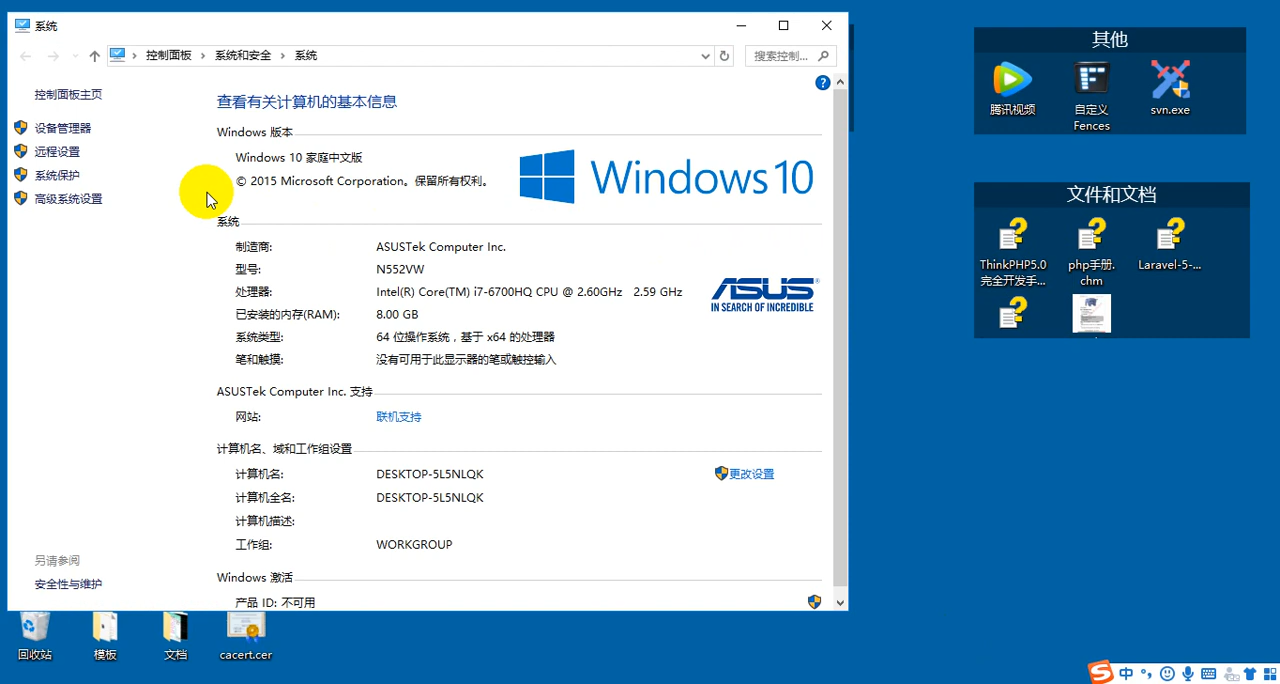 系统
控制面板 › 系统和安全 › 系统
搜索控制...
控制面板主页
设备管理器
远程设置
系统保护
高级系统设置
另请参阅
安全性与维护
查看有关计算机的基本信息
Windows 版本
Windows 10 家庭中文版
© 2015 Microsoft Corporation。保留所有权利。
Windows 10
系统
制造商: ASUSTek Computer Inc.
型号: N552VW
处理器: Intel(R) Core(TM) i7-6700HQ CPU @ 2.60GHz 2.59 GHz
已安装的内存(RAM): 8.00 GB
系统类型: 64 位操作系统，基于 x64 的处理器
笔和触摸: 没有可用于此显示器的笔或触控输入
ASUS
IN SEARCH OF INCREDIBLE
ASUSTek Computer Inc. 支持
网站: 联机支持
计算机名、域和工作组设置
计算机名: DESKTOP-5L5NLQK
更改设置
计算机全名: DESKTOP-5L5NLQK
计算机描述:
工作组: WORKGROUP
Windows 激活
产品 ID: 不可用
其他
腾讯视频
自定义
Fences
svn.exe
文件和文档
ThinkPHP5.0
完全开发手...
php手册.
chm
Laravel-5-...
回收站
模板
文档
cacert.cer
中